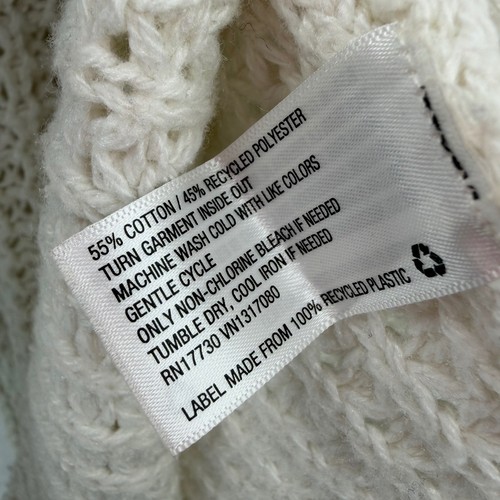 55% COTTON / 45% RECYCLED POLYESTER
TURN GARMENT INSIDE OUT
MACHINE WASH COLD WITH LIKE COLORS
GENTLE CYCLE
ONLY NON-CHLORINE BLEACH IF NEEDED
TUMBLE DRY, COOL IRON IF NEEDED
RN17730 VN1317080
LABEL MADE FROM 100% RECYCLED PLASTIC